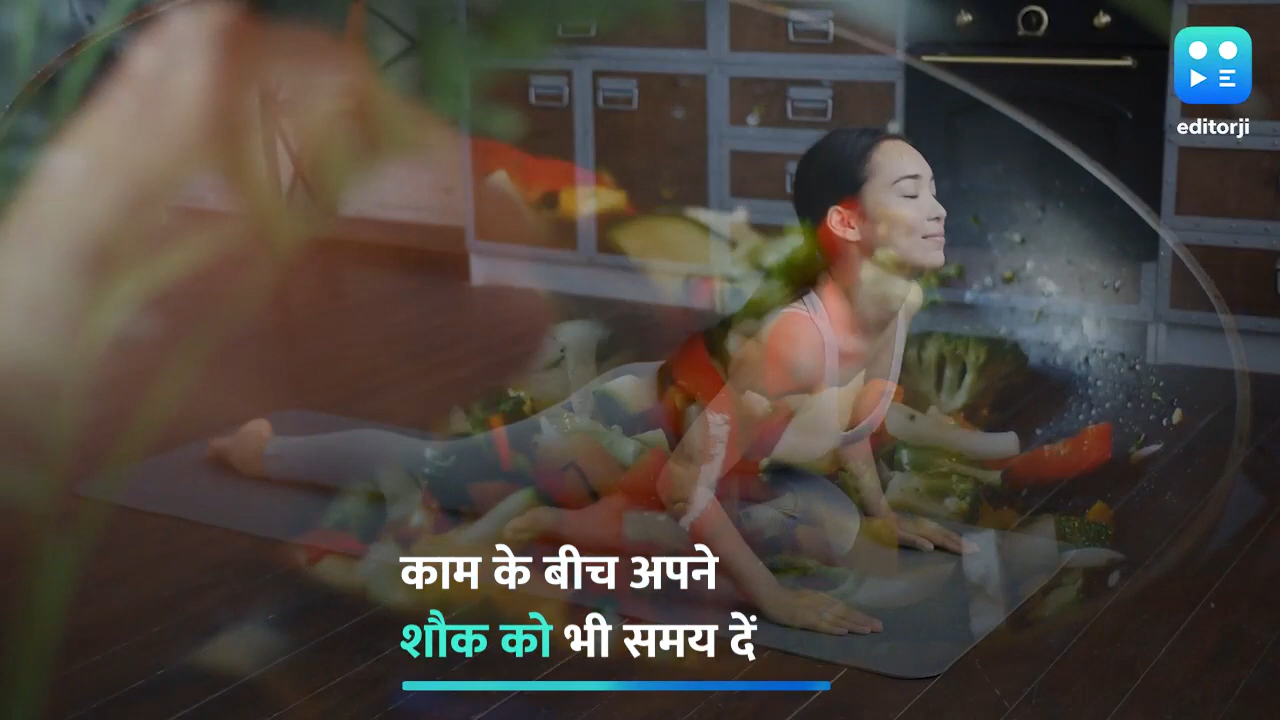 editorji
काम के बीच अपने
शौक को भी समय दें